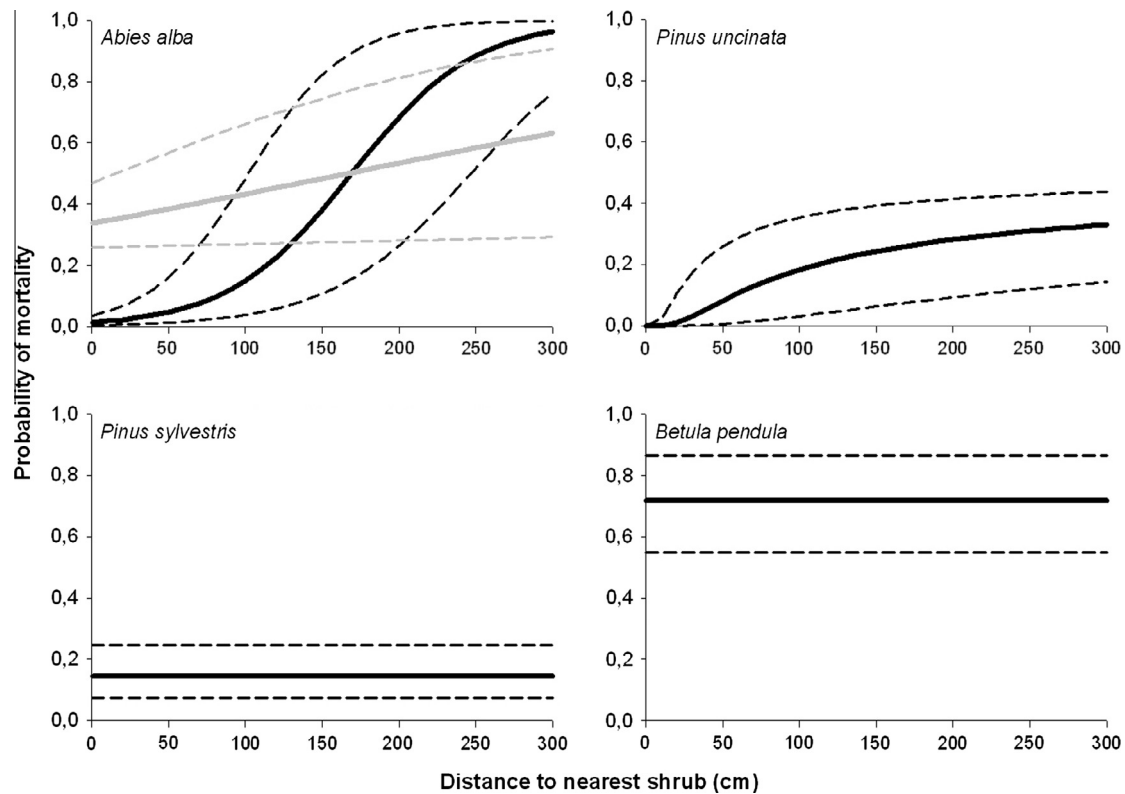 Probability of mortality
Abies alba
1,0
0,8
0,6
0,4
0,2
0,0
0 50 100 150 200 250 300
Pinus uncinata
1,0
0,8
0,6
0,4
0,2
0,0
0 50 100 150 200 250 300
Pinus sylvestris
1,0
0,8
0,6
0,4
0,2
0,0
0 50 100 150 200 250 300
Betula pendula
1,0
0,8
0,6
0,4
0,2
0,0
0 50 100 150 200 250 300
Distance to nearest shrub (cm)